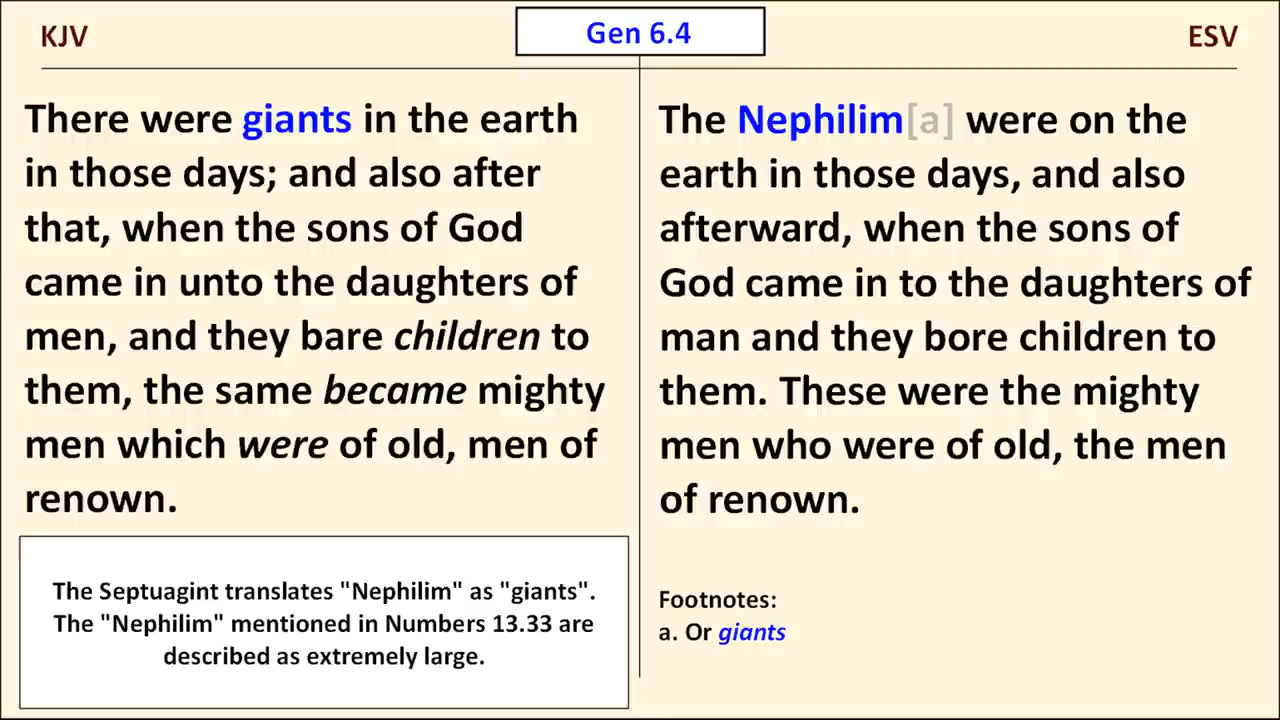 KJV
Gen 6.4
ESV
There were giants in the earth
in those days; and also after
that, when the sons of God
came in unto the daughters of
men, and they bare children to
them, the same became mighty
men which were of old, men of
renown.
The Septuagint translates "Nephilim" as "giants".
The "Nephilim" mentioned in Numbers 13.33 are
described as extremely large.
The Nephilim[a] were on the
earth in those days, and also
afterward, when the sons of
God came in to the daughters of
man and they bore children to
them. These were the mighty
men who were of old, the men
of renown.
Footnotes:
a. Or giants